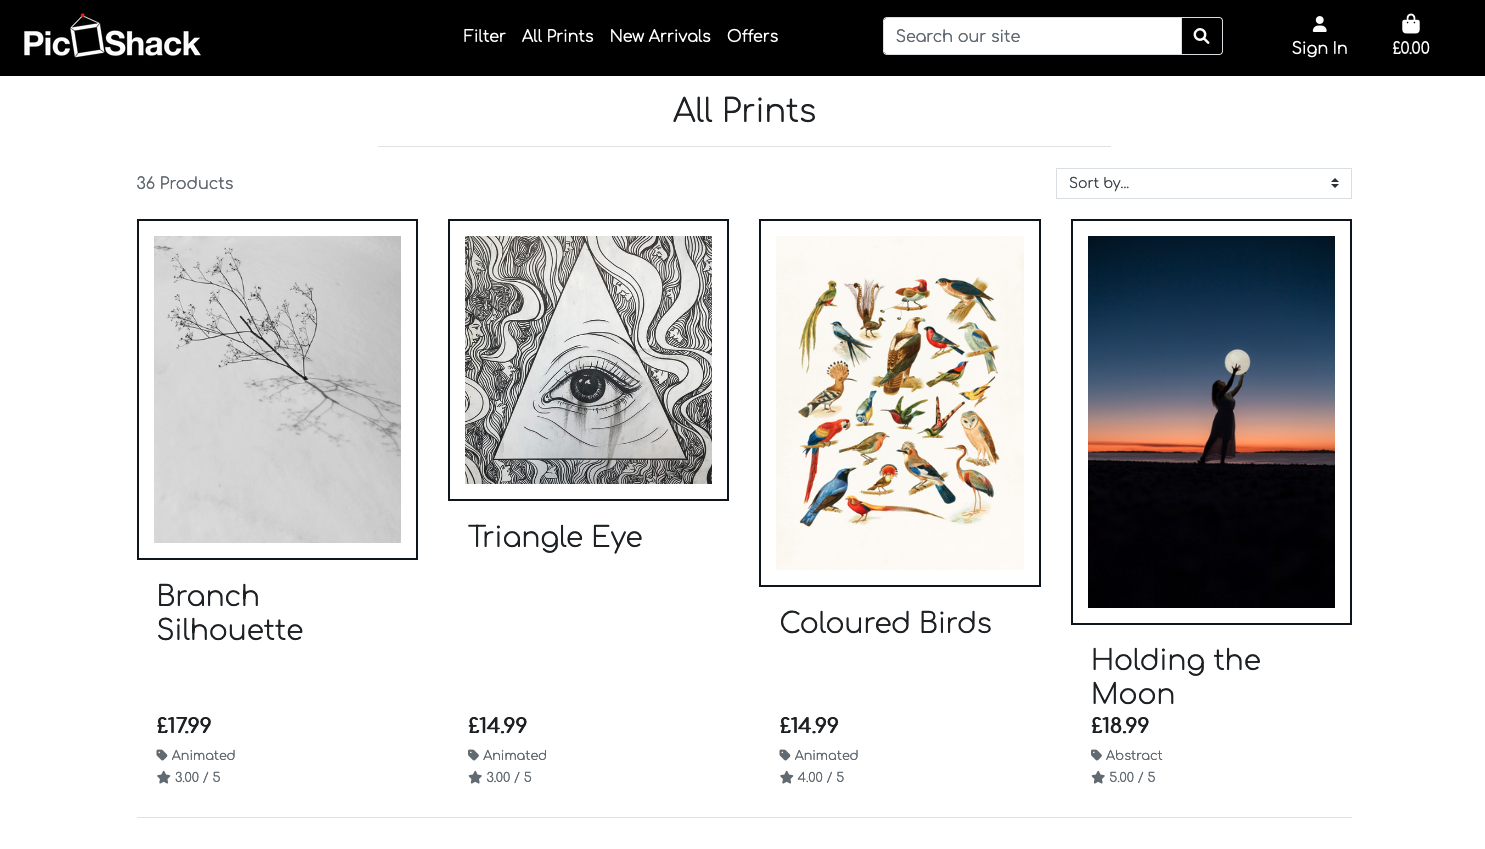 Pic Shack
Filter All Prints New Arrivals Offers
Search our site
Sign In
£0.00
All Prints
36 Products
Sort by...
Branch
Silhouette
£17.99
Animated
3.00 / 5
Triangle Eye
£14.99
Animated
3.00 / 5
Coloured Birds
£14.99
Animated
4.00 / 5
Holding the
Moon
£18.99
Abstract
5.00 / 5